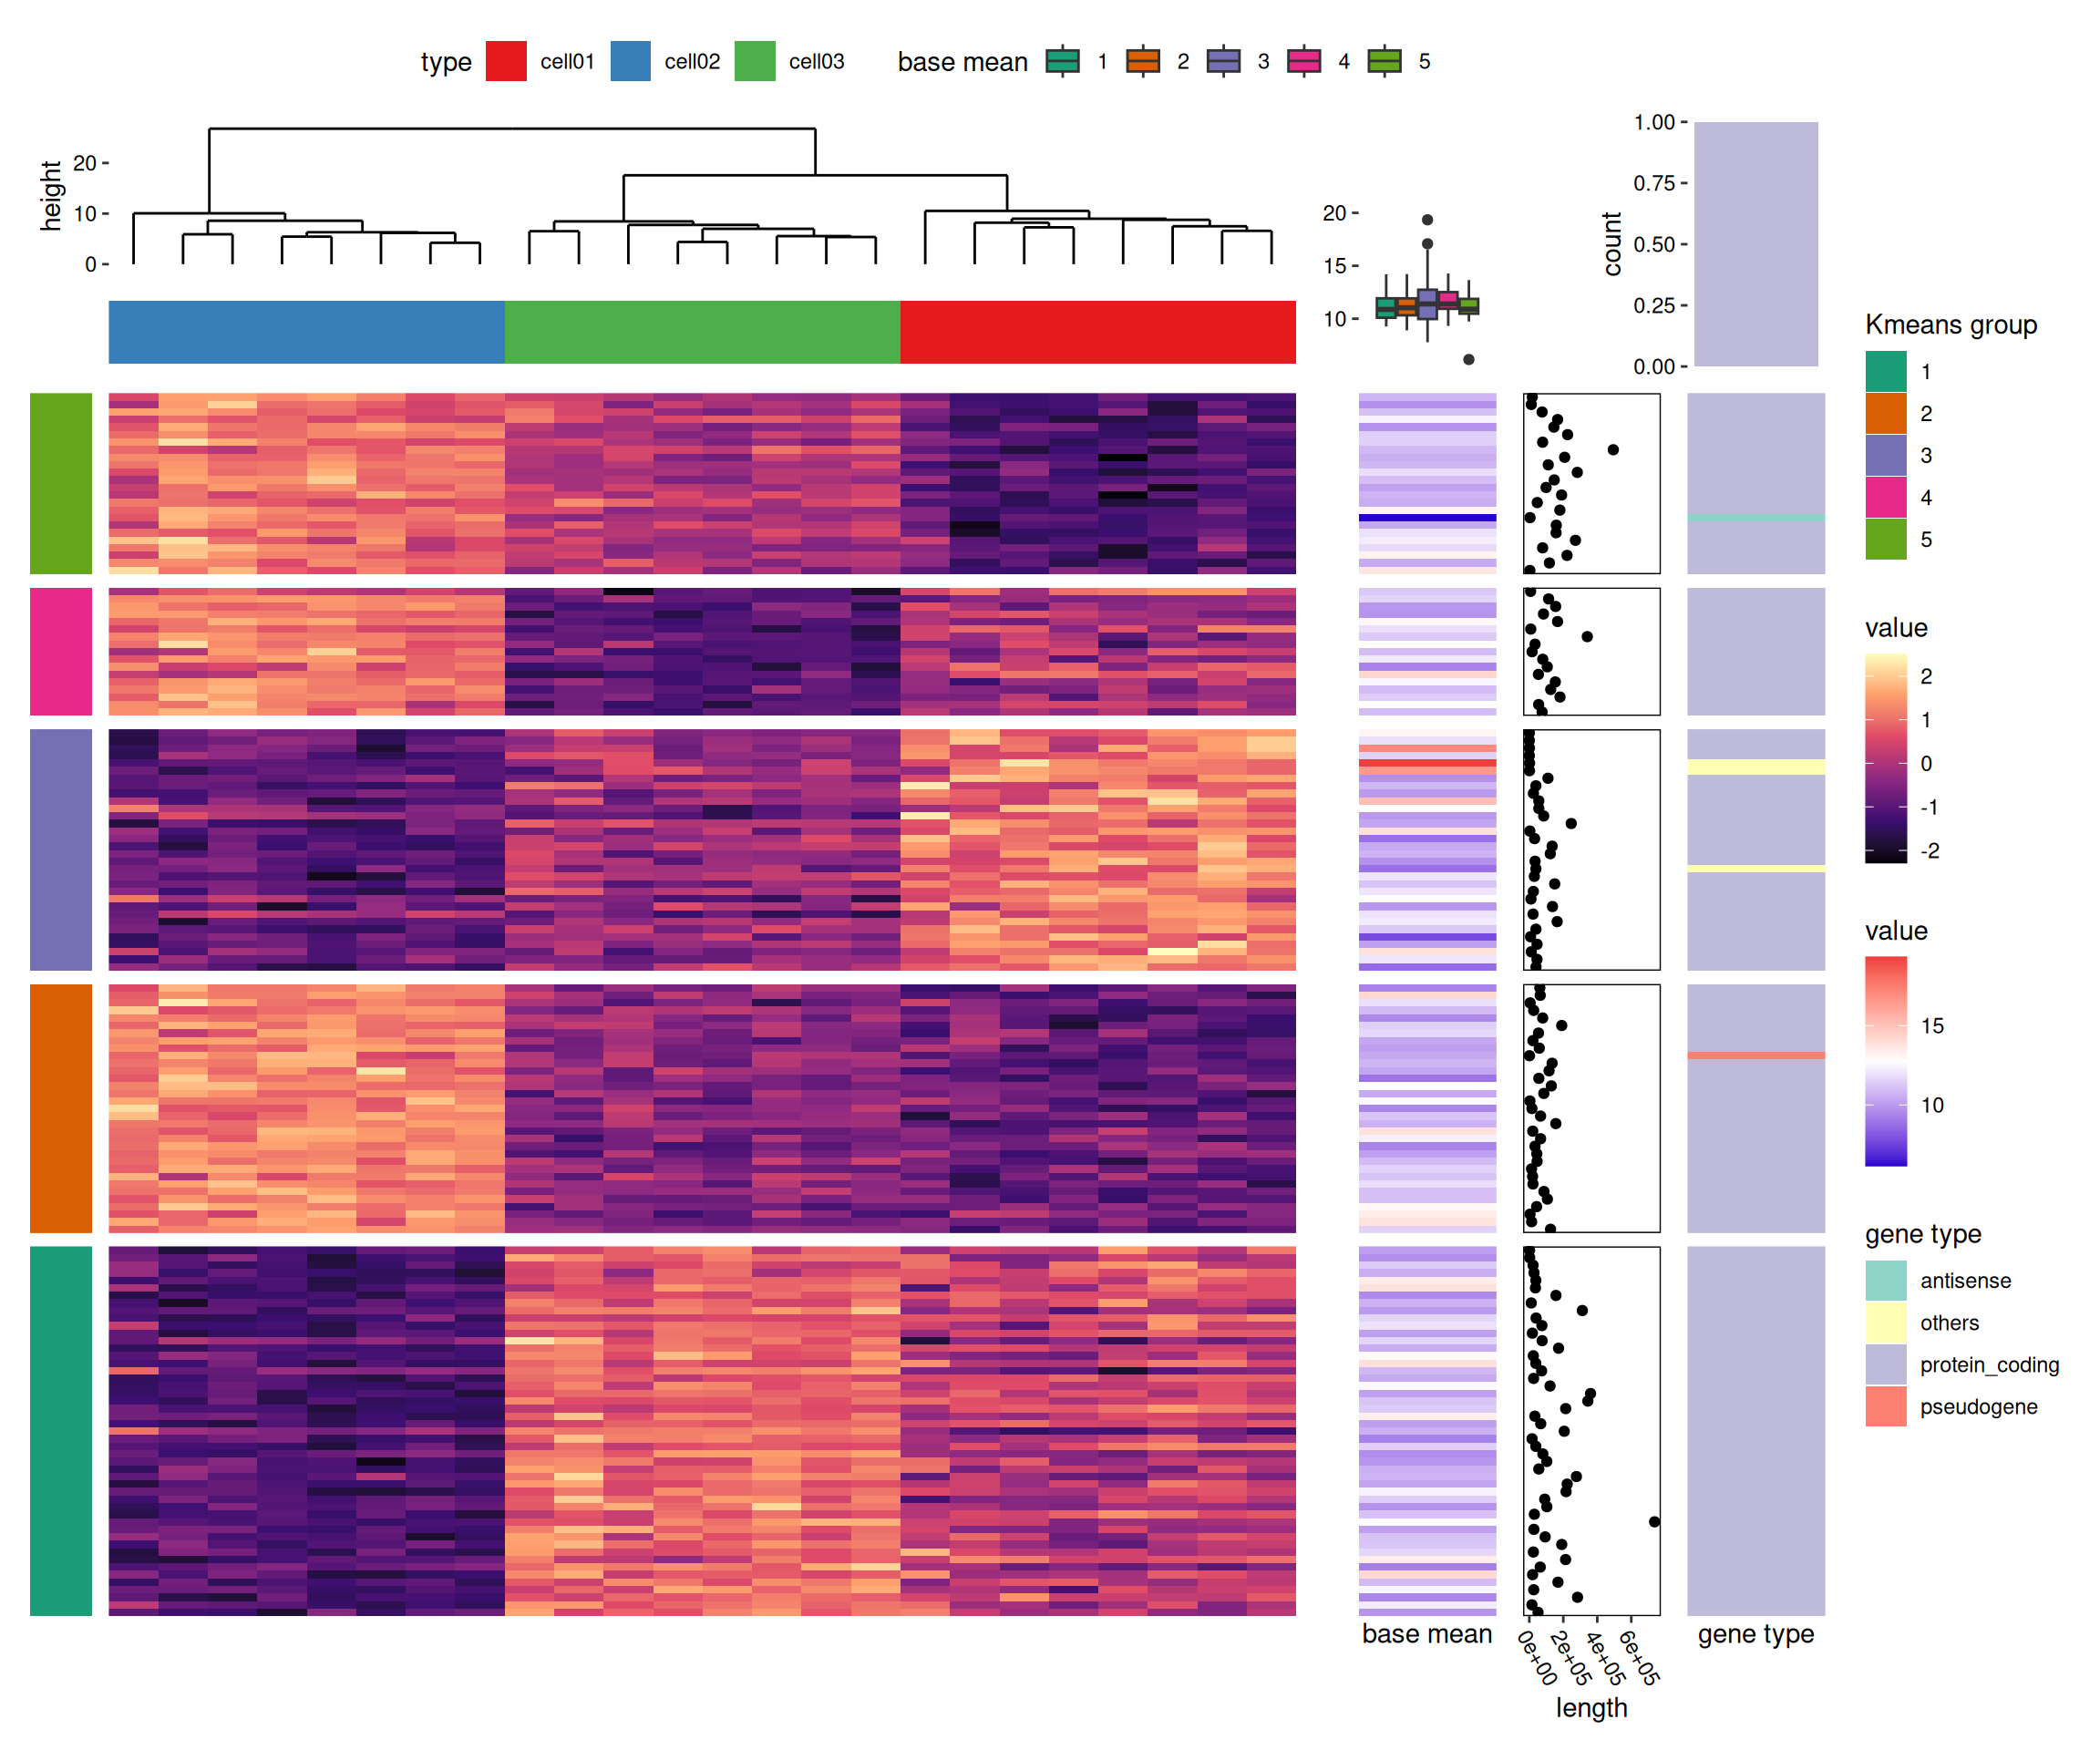 type cell01 cell02 cell03 base mean 1 2 3 4 5
height
20
10
0
20
15
10
count
1.00
0.75
0.50
0.25
0.00
Kmeans group
1
2
3
4
5
value
2
1
0
-1
-2
value
15
10
gene type
antisense
others
protein_coding
pseudogene
base mean
0e+00 2e+05 4e+05 6e+05
length
gene type